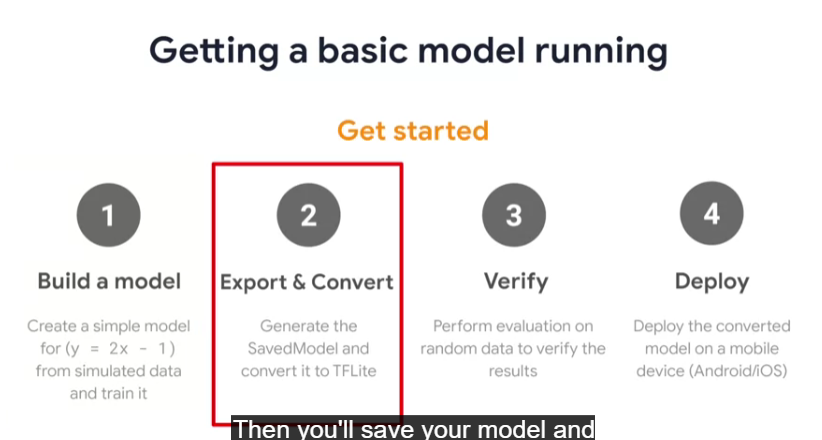 Getting a basic model running
Get started
1
Build a model
Create a simple model
for (y = 2x - 1)
from simulated data
and train it
2
Export & Convert
Generate the
SavedModel and
convert it to TFLite
3
Verify
Perform evaluation on
random data to verify the
results
4
Deploy
Deploy the converted
model on a mobile
device (Android/iOS)
Then you'll save your model and